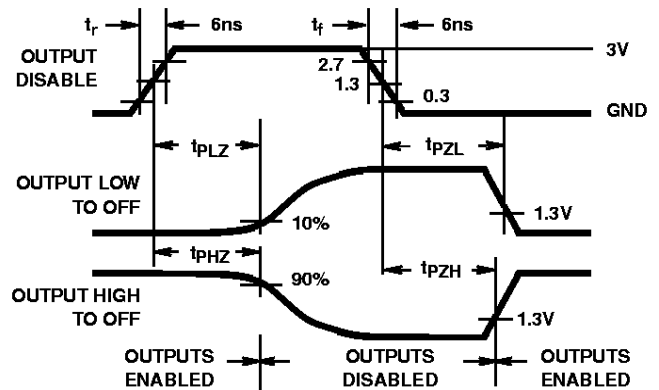 tr 6ns tf 6ns
OUTPUT
DISABLE
2.7
1.3
0.3
3V
GND
tPLZ tPZL
OUTPUT LOW
TO OFF
10%
1.3V
tPHZ tPZH
OUTPUT HIGH
TO OFF
90%
1.3V
OUTPUTS
ENABLED
OUTPUTS
DISABLED
OUTPUTS
ENABLED